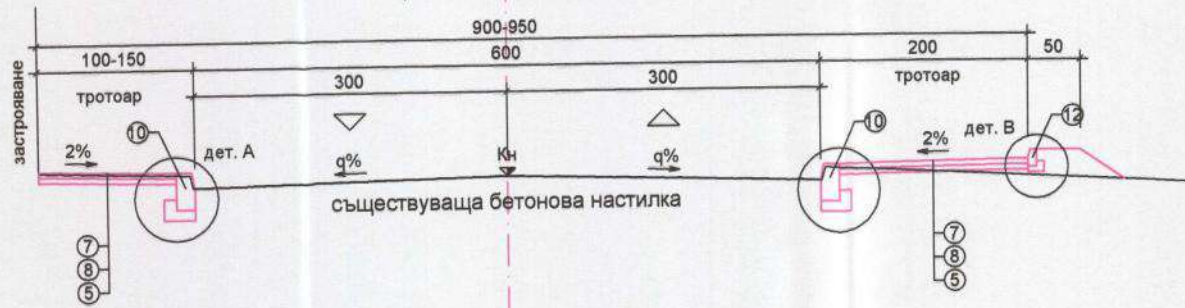 900-950
100-150
600
200
50
300
300
тротоар
тротоар
застрояване
10
10
12
дет. А
дет. В
2%
2%
q%
Кн
q%
съществуваща бетонова настилка
7
8
5
7
8
5